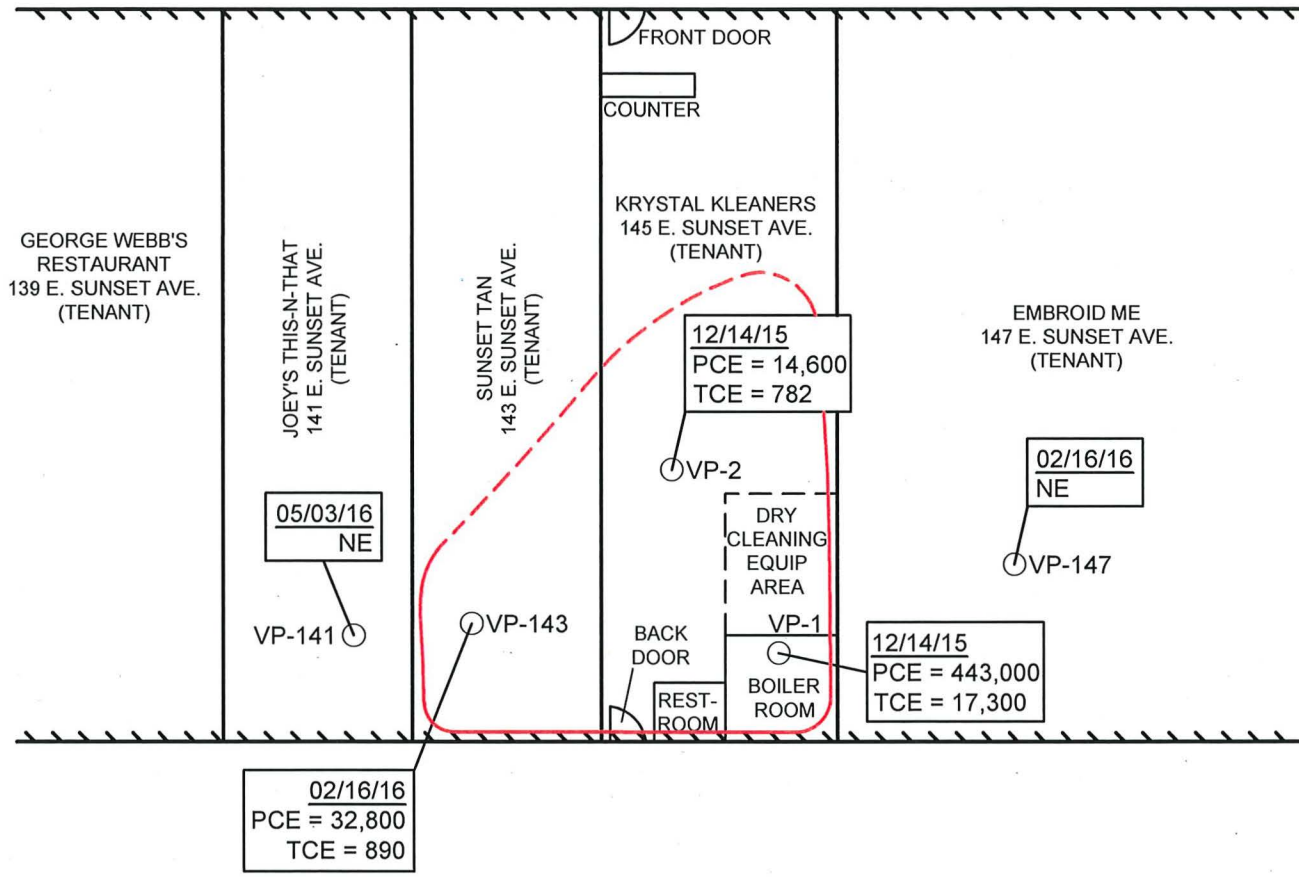 FRONT DOOR
COUNTER
GEORGE WEBB'S
RESTAURANT
139 E. SUNSET AVE.
(TENANT)
JOEY'S THIS-N-THAT
141 E. SUNSET AVE.
(TENANT)
SUNSET TAN
143 E. SUNSET AVE.
(TENANT)
KRYSTAL KLEANERS
145 E. SUNSET AVE.
(TENANT)
EMBROID ME
147 E. SUNSET AVE.
(TENANT)
12/14/15
PCE = 14,600
TCE = 782
VP-2
02/16/16
NE
VP-147
05/03/16
NE
VP-141
VP-143
DRY
CLEANING
EQUIP
AREA
VP-1
BOILER
ROOM
BACK
DOOR
REST-
ROOM
12/14/15
PCE = 443,000
TCE = 17,300
02/16/16
PCE = 32,800
TCE = 890